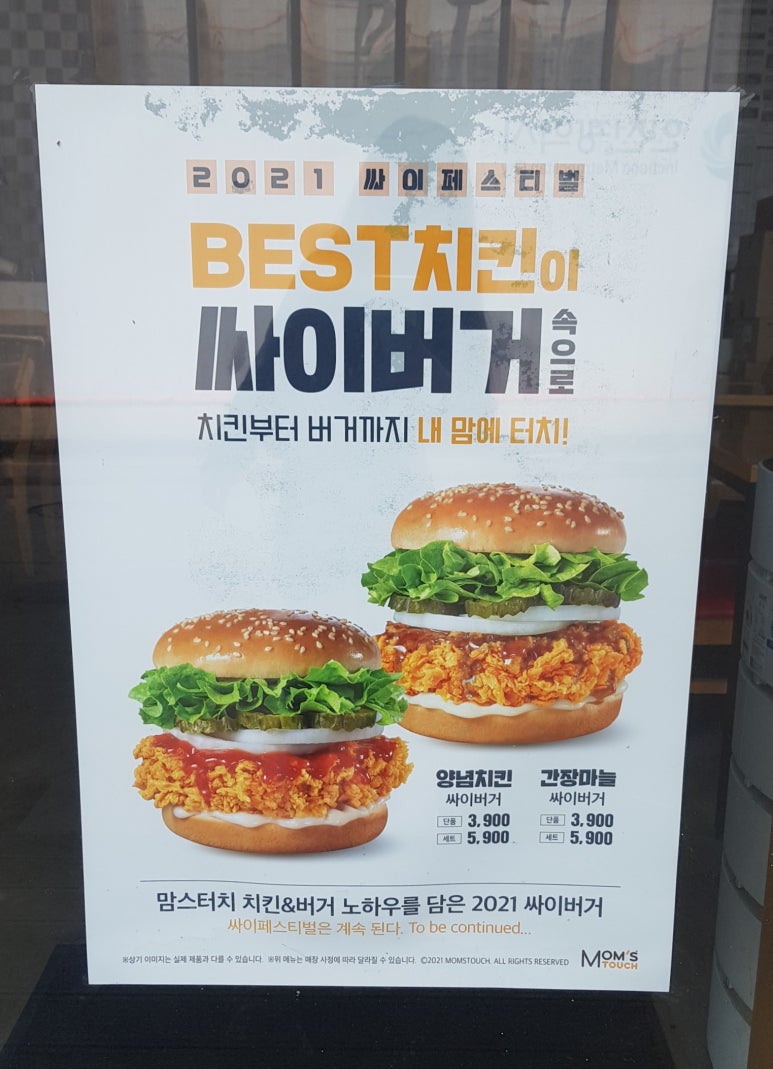 2021 싸이페스티벌
BEST치킨이
싸이버거 속으로
치킨부터 버거까지 내 맘에 터치!
양념치킨
싸이버거
단품 3,900
세트 5,900
간장마늘
싸이버거
단품 3,900
세트 5,900
맘스터치 치킨&버거 노하우를 담은 2021 싸이버거
싸이페스티벌은 계속 된다. To be continued...
※상기 이미지는 실제 제품과 다를 수 있습니다. ※위 메뉴는 매장 사정에 따라 달라질 수 있습니다. ©2021 MOMSTOUCH. ALL RIGHTS RESERVED
MOM'S
TOUCH